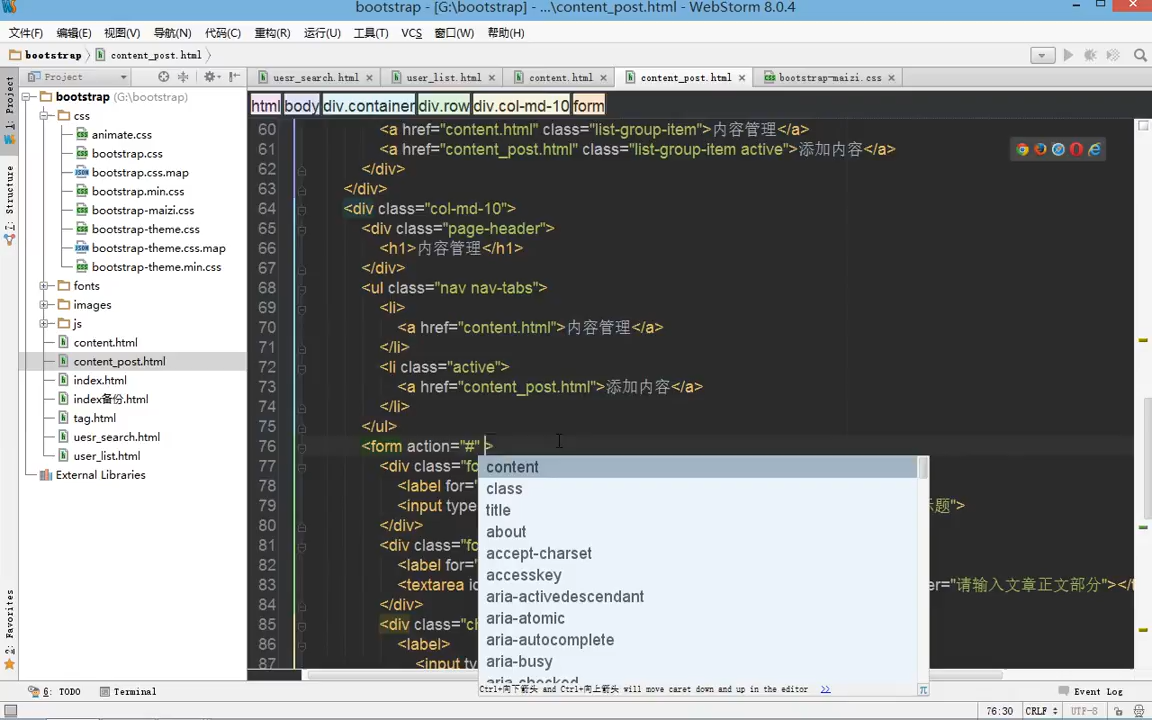 bootstrap - [G:\bootstrap] - ...\content_post.html - WebStorm 8.0.4
文件(F) 编辑(E) 视图(V) 导航(N) 代码(C) 重构(R) 运行(U) 工具(T) VCS 窗口(W) 帮助(H)
bootstrap content_post.html
Project uesr_search.html user_list.html content.html content_post.html bootstrap-maizi.css
html body div.container div.row div.col-md-10 form
1: Project
7: Structure
2: Favorites
bootstrap (G:\bootstrap)
css
animate.css
bootstrap.css
bootstrap.css.map
bootstrap.min.css
bootstrap-maizi.css
bootstrap-theme.css
bootstrap-theme.css.map
bootstrap-theme.min.css
fonts
images
js
content.html
content_post.html
index.html
index备份.html
tag.html
uesr_search.html
user_list.html
External Libraries
60 <a href="content.html" class="list-group-item">内容管理</a>
61 <a href="content_post.html" class="list-group-item active">添加内容</a>
62 </div>
63 </div>
64 <div class="col-md-10">
65 <div class="page-header">
66 <h1>内容管理</h1>
67 </div>
68 <ul class="nav nav-tabs">
69 <li>
70 <a href="content.html">内容管理</a>
71 </li>
72 <li class="active">
73 <a href="content_post.html">添加内容</a>
74 </li>
75 </ul>
76 <form action="#" >
77 <div class="fo
78 <label for=
79 <input type 题">
80 </div>
81 <div class="fo
82 <label for=
83 <textarea id er="请输入文章正文部分"></
84 </div>
85 <div class="ch
86 <label>
87 <input ty
content
class
title
about
accept-charset
accesskey
aria-activedescendant
aria-atomic
aria-autocomplete
aria-busy
aria-checked
Ctrl+向下箭头 and Ctrl+向上箭头 will move caret down and up in the editor >>
6: TODO Terminal Event Log
76:30 CRLF UTF-8